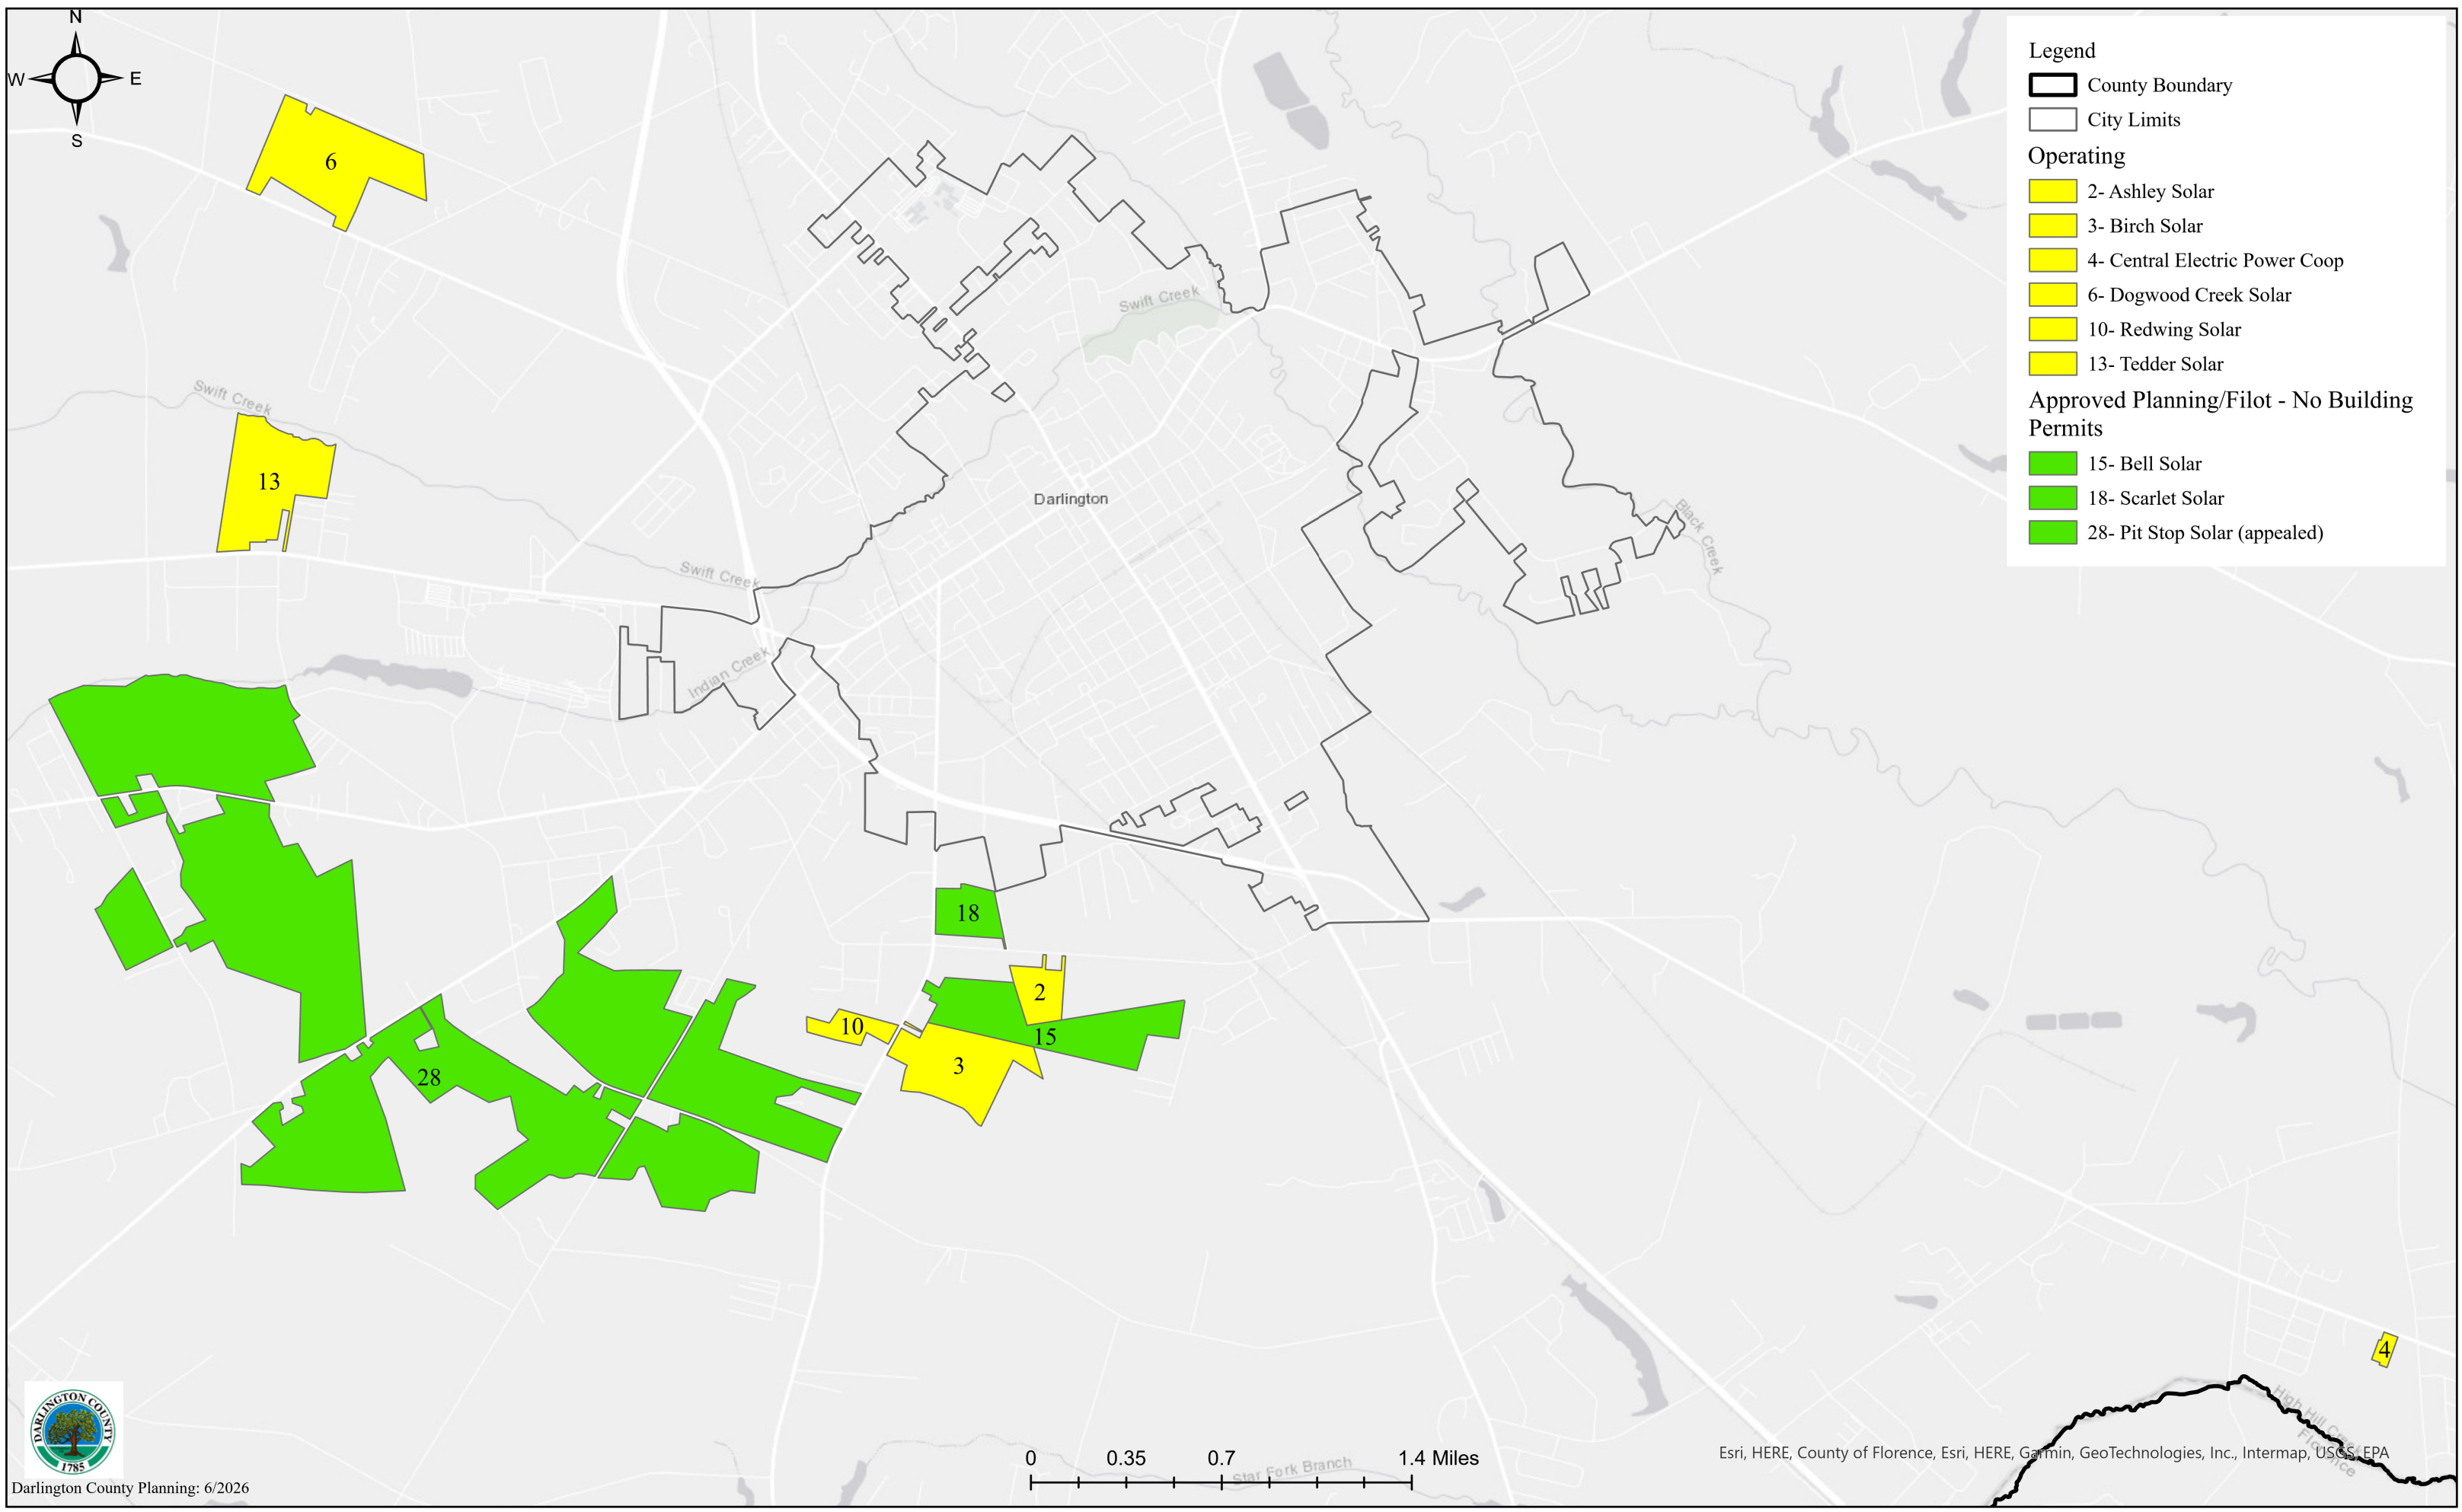 N
W
E
S
Legend
County Boundary
City Limits
Operating
2- Ashley Solar
3- Birch Solar
4- Central Electric Power Coop
6- Dogwood Creek Solar
10- Redwing Solar
13- Tedder Solar
Approved Planning/Filot - No Building
Permits
15- Bell Solar
18- Scarlet Solar
28- Pit Stop Solar (appealed)
6
Swift Creek
Swift Creek
13
Darlington
Black Creek
Swift Creek
Indian Creek
18
2
10
15
3
28
4
High Hill
Florence
DARLINGTON COUNTY
1785
Darlington County Planning: 6/2026
0
0.35
0.7
1.4 Miles
Star Fork Branch
Esri, HERE, County of Florence, Esri, HERE, Garmin, GeoTechnologies, Inc., Intermap, USGS, EPA